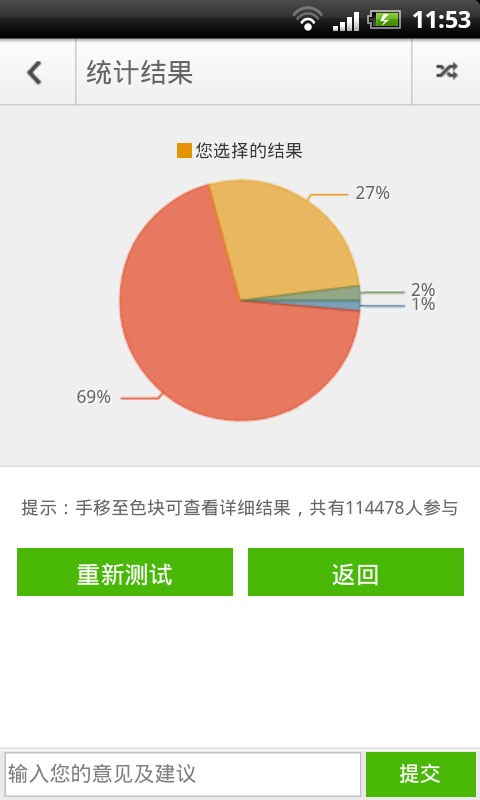 11:53
统计结果
您选择的结果
27%
2%
1%
69%
提示：手移至色块可查看详细结果，共有114478人参与
重新测试
返回
输入您的意见及建议
提交